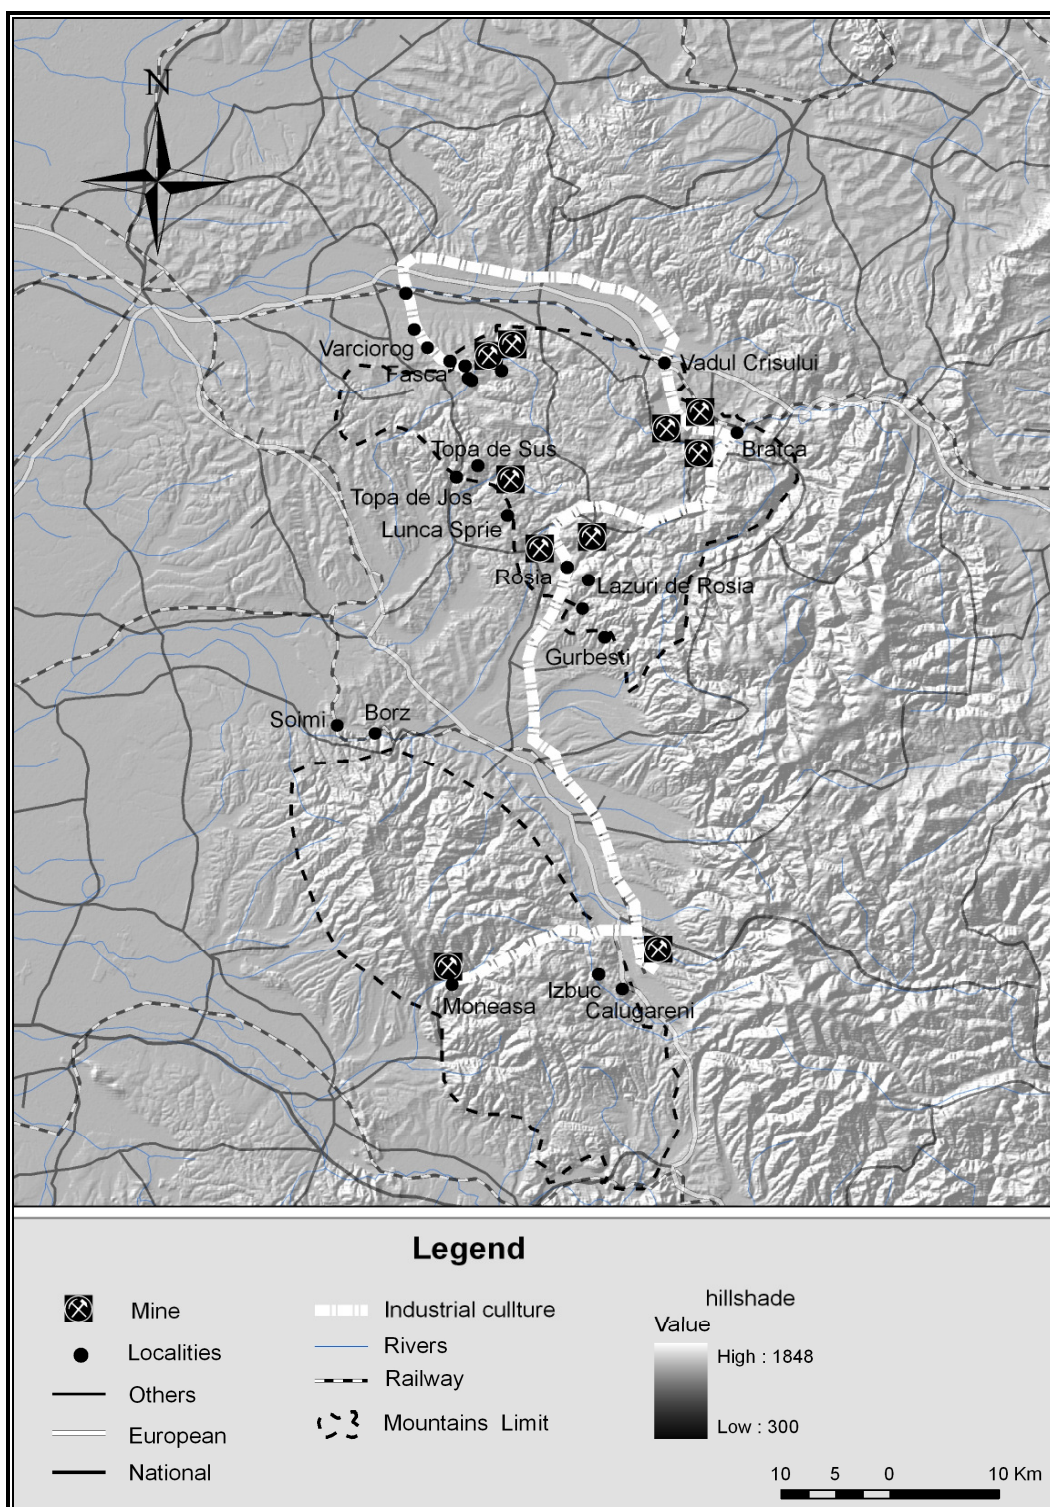 N
Varciorog
Fasca
Vadul Crisului
Topa de Sus
Bratca
Topa de Jos
Lunca Sprie
Rosia
Lazuri de Rosia
Gurbesti
Soimi
Borz
Izbuc
Moneasa
Calugareni
Legend
Mine
Localities
Others
European
National
Industrial cullture
Rivers
Railway
Mountains Limit
hillshade
Value
High : 1848
Low : 300
10 5 0 10 Km